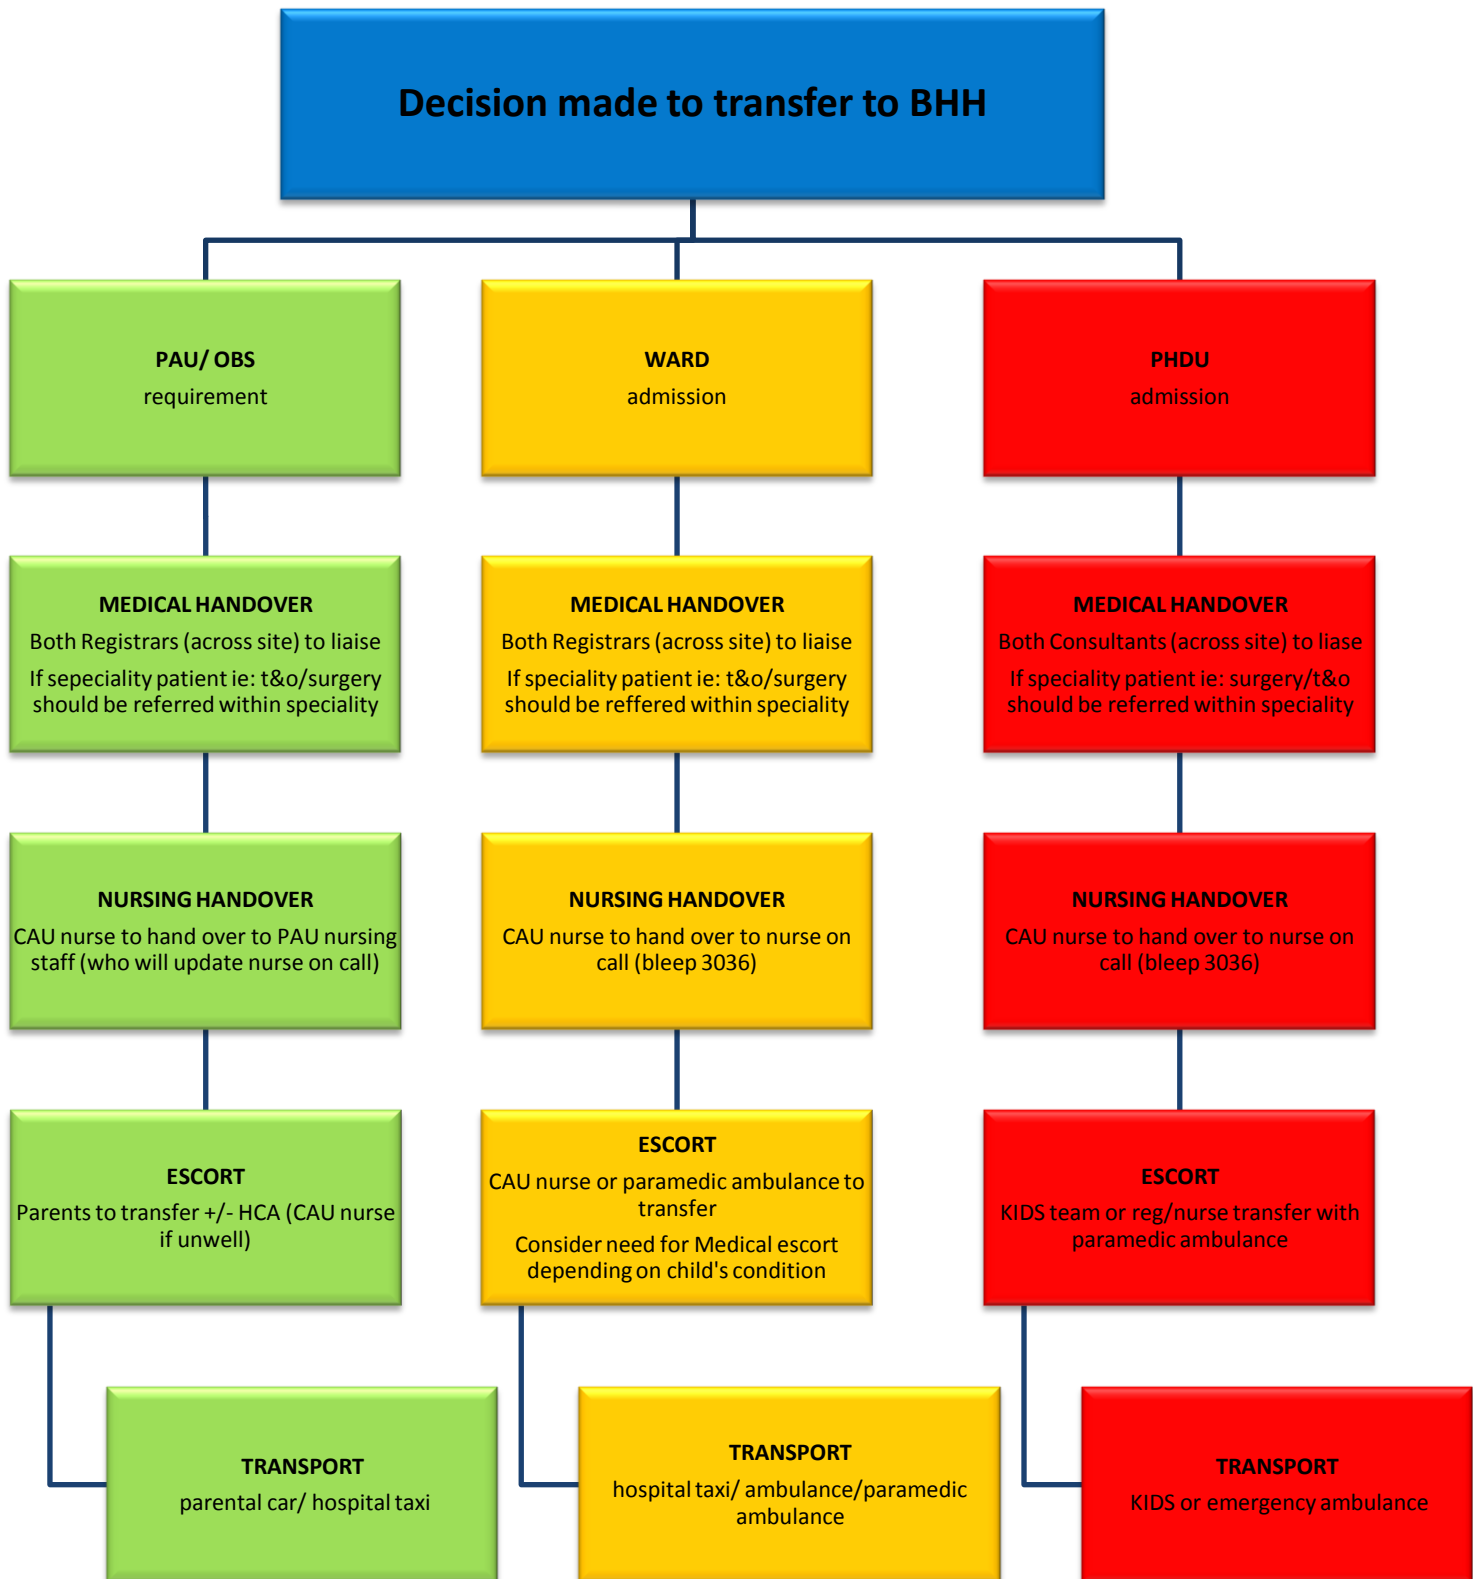 Decision made to transfer to BHH
PAU/ OBS
requirement
MEDICAL HANDOVER
Both Registrars (across site) to liaise
If sepeciality patient ie: t&o/surgery
should be referred within speciality
NURSING HANDOVER
CAU nurse to hand over to PAU nursing
staff (who will update nurse on call)
ESCORT
Parents to transfer +/- HCA (CAU nurse
if unwell)
TRANSPORT
parental car/ hospital taxi
WARD
admission
MEDICAL HANDOVER
Both Registrars (across site) to liaise
If speciality patient ie: t&o/surgery
should be reffered within speciality
NURSING HANDOVER
CAU nurse to hand over to nurse on
call (bleep 3036)
ESCORT
CAU nurse or paramedic ambulance to
transfer
Consider need for Medical escort
depending on child's condition
TRANSPORT
hospital taxi/ ambulance/paramedic
ambulance
PHDU
admission
MEDICAL HANDOVER
Both Consultants (across site) to liase
If speciality patient ie: surgery/t&o
should be referred within speciality
NURSING HANDOVER
CAU nurse to hand over to nurse on
call (bleep 3036)
ESCORT
KIDS team or reg/nurse transfer with
paramedic ambulance
TRANSPORT
KIDS or emergency ambulance